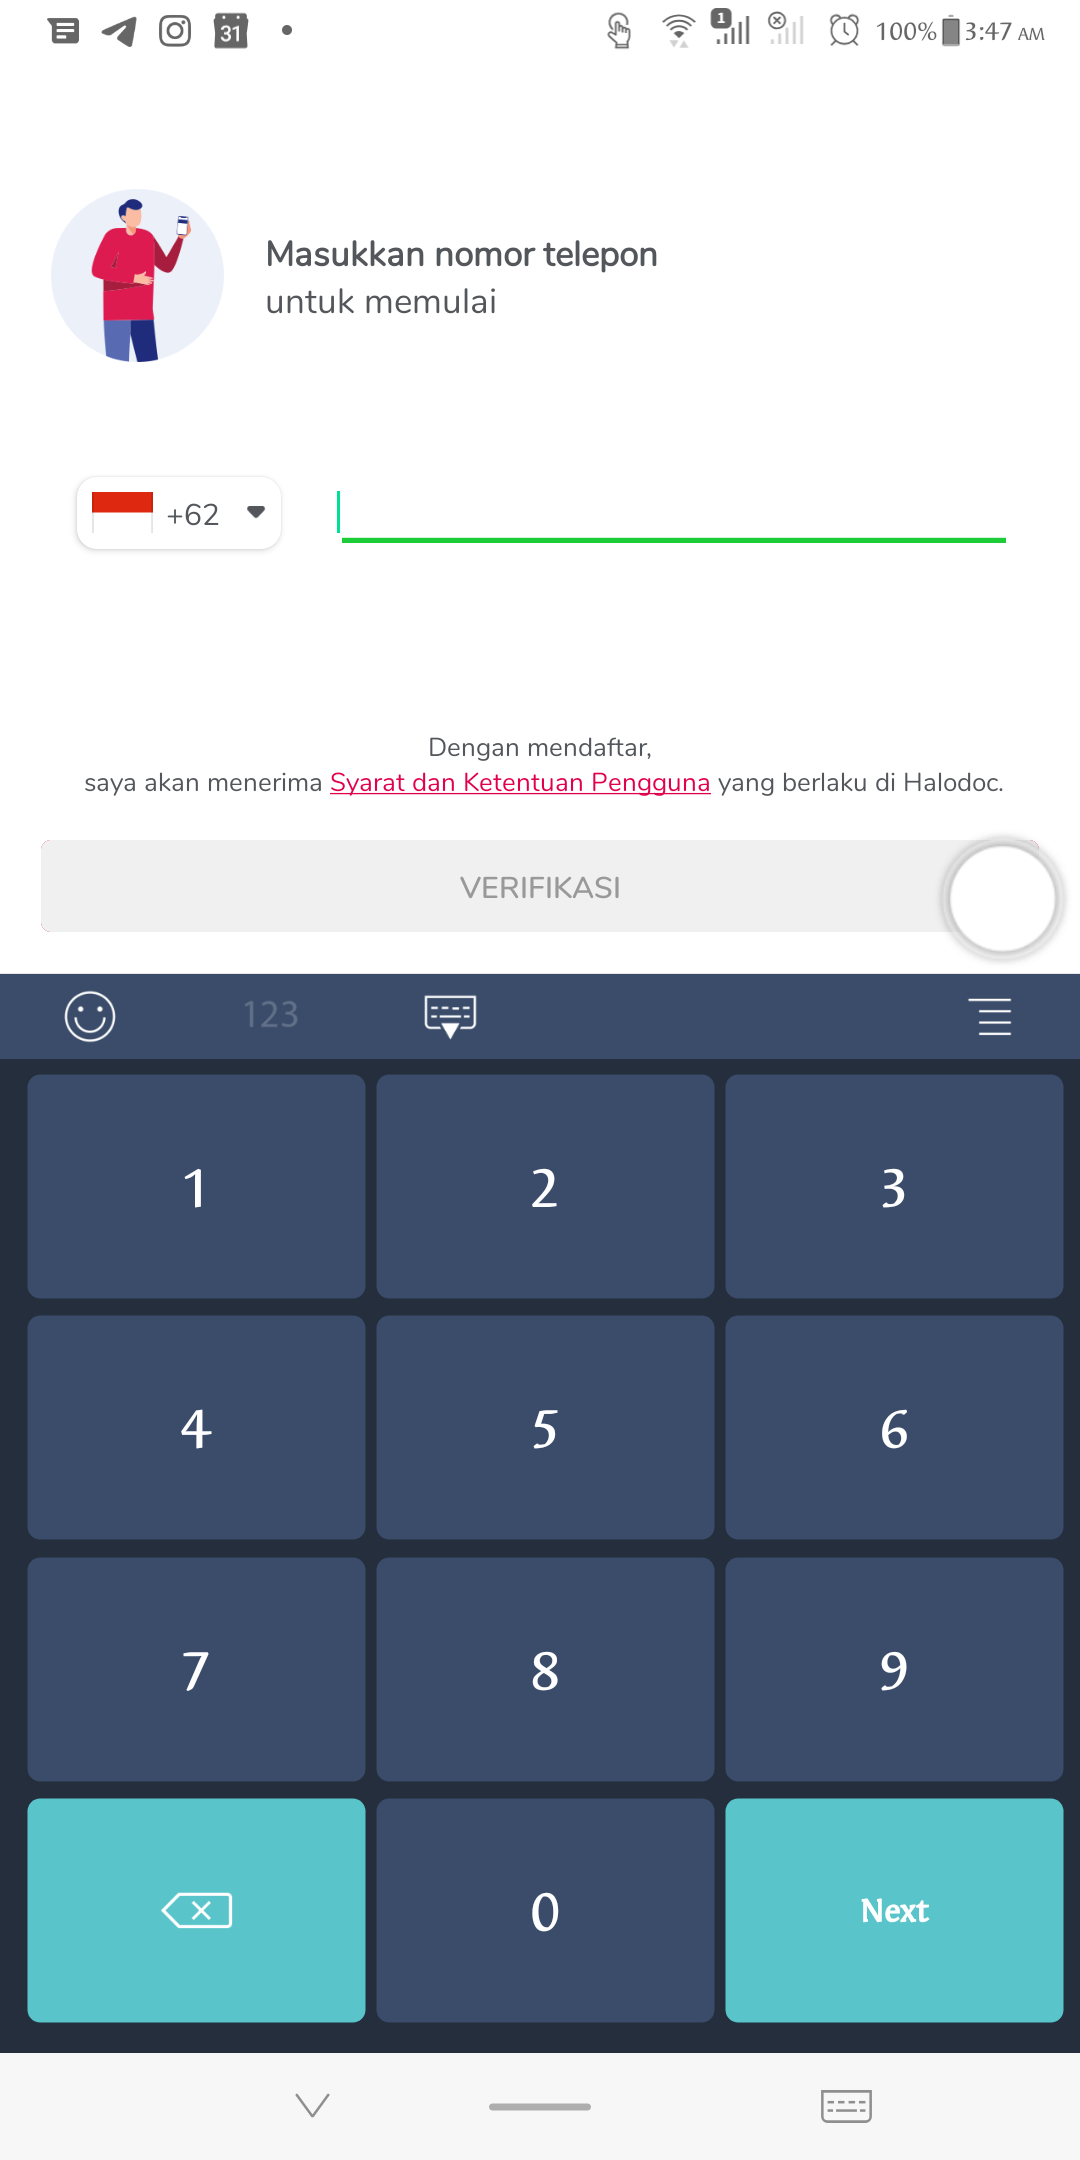 31
1
100%
3:47 AM
Masukkan nomor telepon
untuk memulai
+62
Dengan mendaftar,
saya akan menerima Syarat dan Ketentuan Pengguna yang berlaku di Halodoc.
VERIFIKASI
123
1 2 3
4 5 6
7 8 9
0 Next